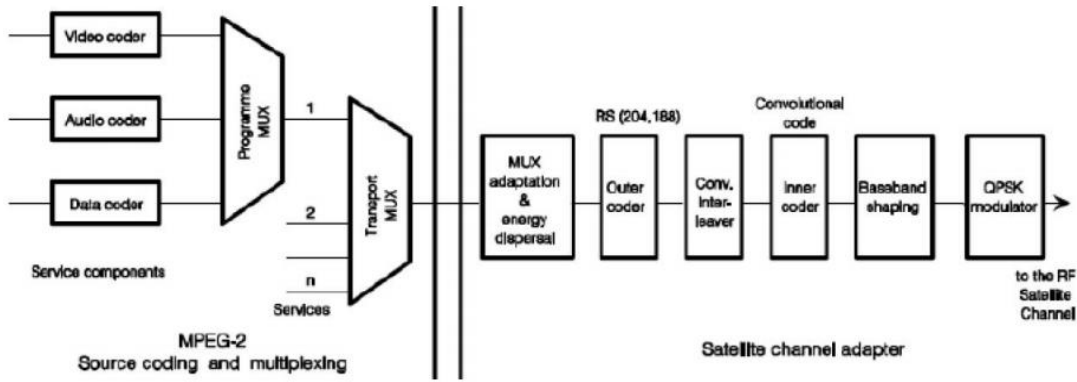 Video coder
Audio coder
Data coder
Service components
Programme
MUX
1
2
n
Services
Transport
MUX
MPEG-2
Source coding and multiplexing
MUX
adaptation
&
energy
dispersal
RS (204,188)
Outer
coder
Conv.
Inter-
leaver
Convolutional
code
Inner
coder
Baseband
shaping
QPSK
modulator
to the RF
Satellite
Channel
Satellite channel adapter